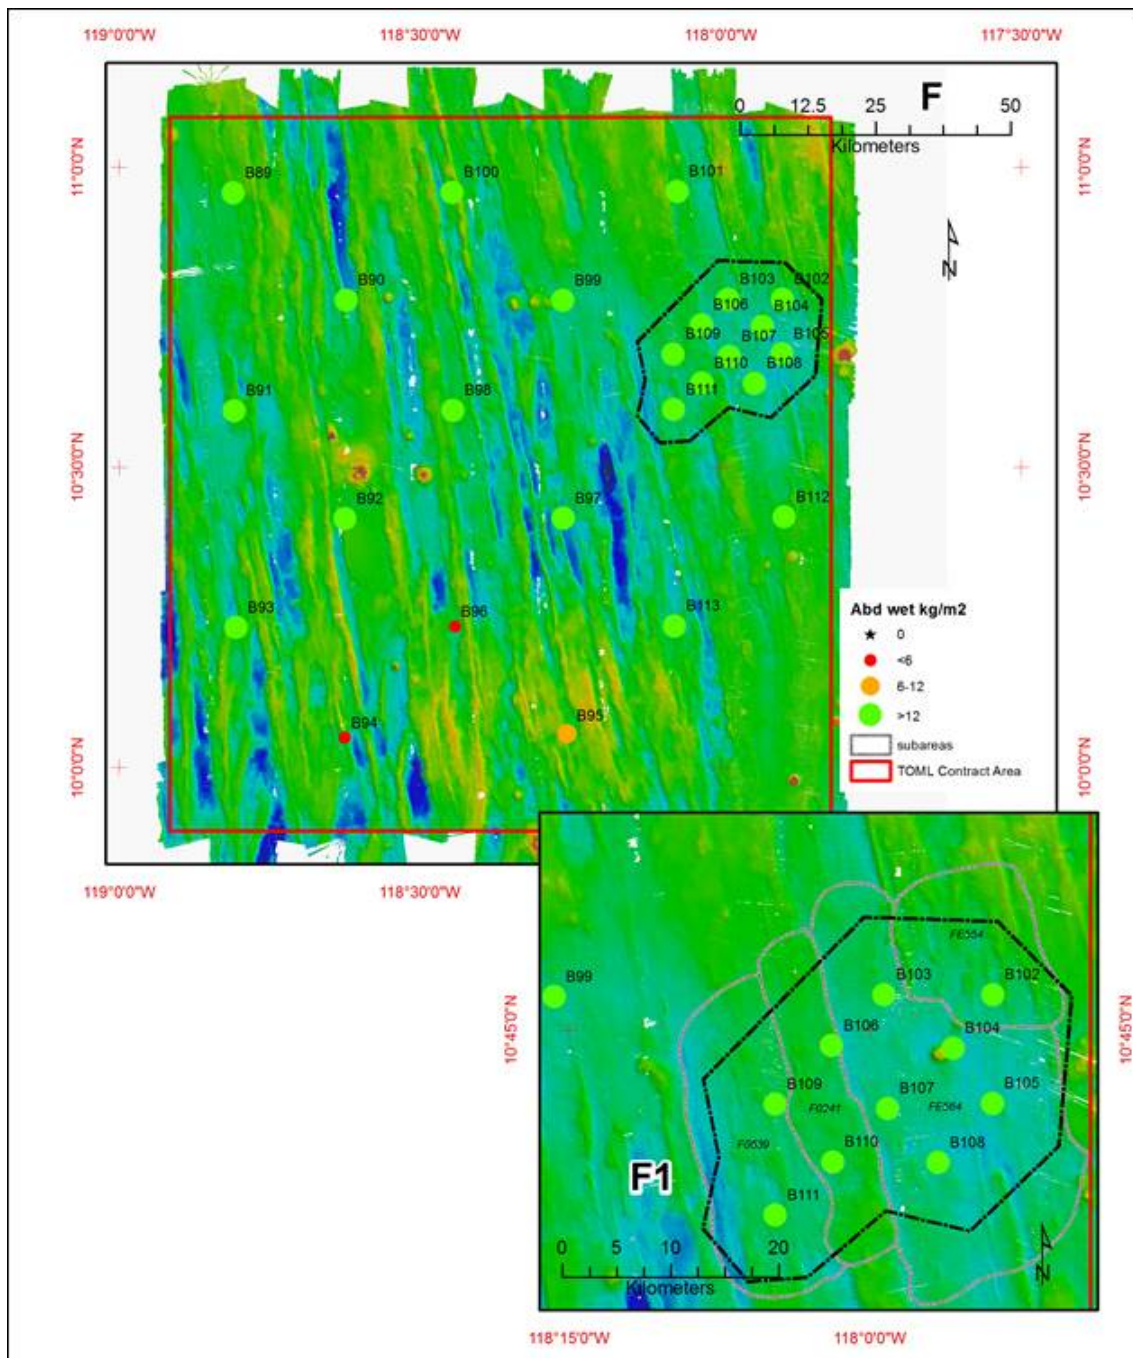 119°0'0"W 118°30'0"W 118°0'0"W 117°30'0"W
F
0 12.5 25 50
Kilometers
11°0'0"N
11°0'0"N
B89 B100 B101
N
B90 B99 B103 B102
B106 B104
B109 B107 B105
B110 B108
B91 B98 B111
10°30'0"N
10°30'0"N
B92 B97 B112
B93 B96 B113
Abd wet kg/m2
0
<6
6-12
>12
subareas
TOML Contract Area
B94 B95
10°0'0"N
10°0'0"N
119°0'0"W 118°30'0"W
FE554
B99 B103 B102
10°45'0"N
10°45'0"N
B106 B104
B109 B107 B105
F0241 FE564
F0539 B110 B108
F1
B111
N
0 5 10 20
Kilometers
118°15'0"W 118°0'0"W